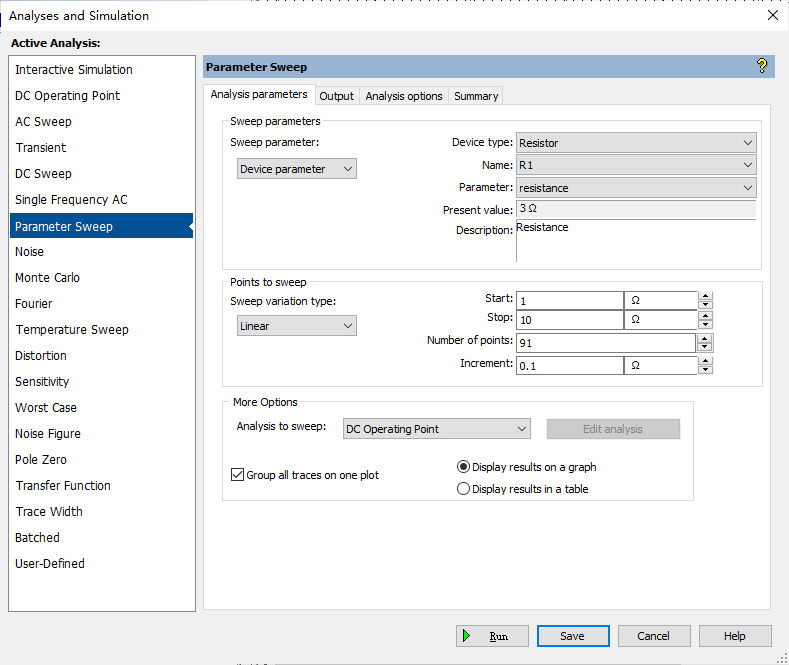 Analyses and Simulation
Active Analysis:
Interactive Simulation
DC Operating Point
AC Sweep
Transient
DC Sweep
Single Frequency AC
Parameter Sweep
Noise
Monte Carlo
Fourier
Temperature Sweep
Distortion
Sensitivity
Worst Case
Noise Figure
Pole Zero
Transfer Function
Trace Width
Batched
User-Defined
Parameter Sweep
?
Analysis parameters Output Analysis options Summary
Sweep parameters
Sweep parameter:
Device parameter
Device type: Resistor
Name: R1
Parameter: resistance
Present value: 3 Ω
Description: Resistance
Points to sweep
Sweep variation type:
Linear
Start: 1 Ω
Stop: 10 Ω
Number of points: 91
Increment: 0.1 Ω
More Options
Analysis to sweep: DC Operating Point Edit analysis
Group all traces on one plot
Display results on a graph
Display results in a table
Run Save Cancel Help